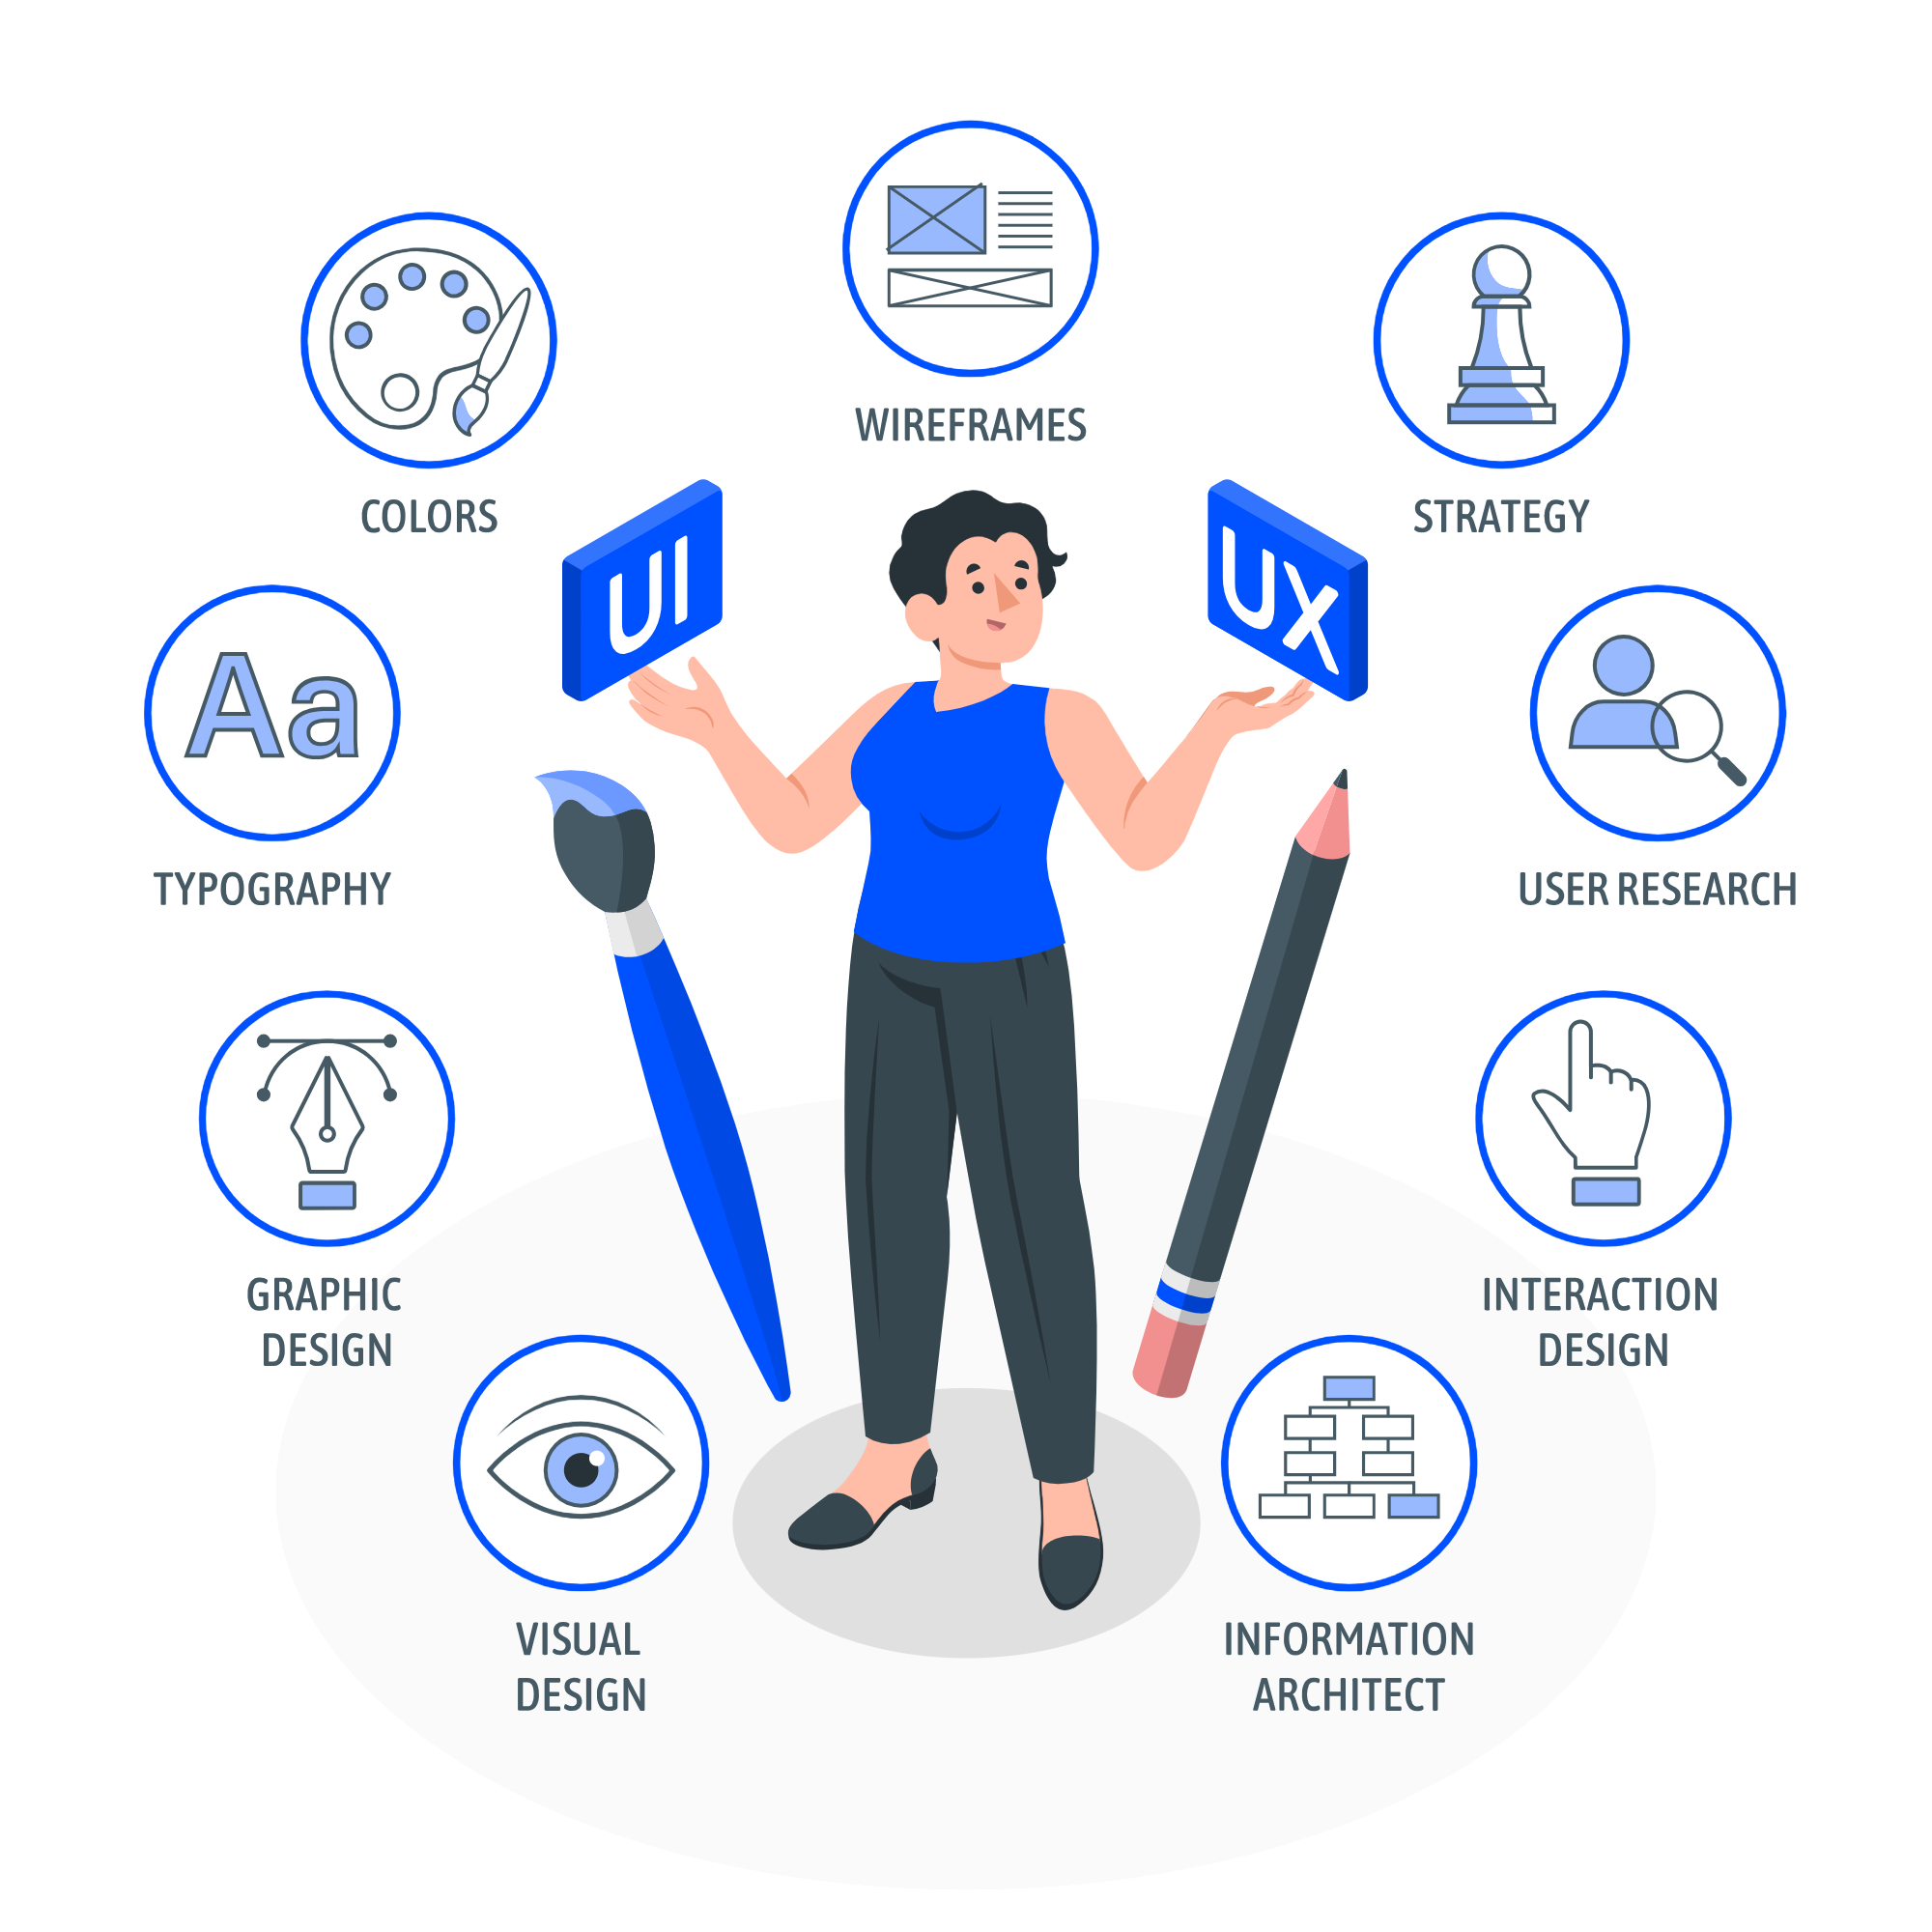 WIREFRAMES
COLORS
STRATEGY
UI
UX
Aa
TYPOGRAPHY
USER RESEARCH
GRAPHIC
DESIGN
INTERACTION
DESIGN
VISUAL
DESIGN
INFORMATION
ARCHITECT